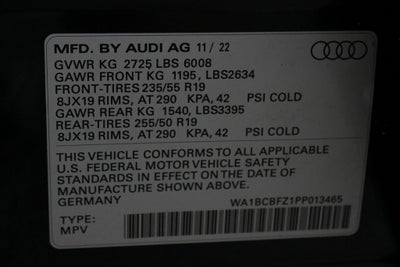 MFD. BY AUDI AG 11/22
GVWR KG 2725 LBS 6008
GAWR FRONT KG 1195, LBS2634
FRONT-TIRES 235/55 R19
8JX19 RIMS, AT 290 KPA, 42 PSI COLD
GAWR REAR KG 1540, LBS3395
REAR-TIRES 255/50 R19
8JX19 RIMS, AT 290 KPA, 42 PSI COLD
THIS VEHICLE CONFORMS TO ALL APPLICABLE
U.S. FEDERAL MOTOR VEHICLE SAFETY
STANDARDS IN EFFECT ON THE DATE OF
MANUFACTURE SHOWN ABOVE.
GERMANY WA1BCBFZ1PP013465
TYPE:
MPV